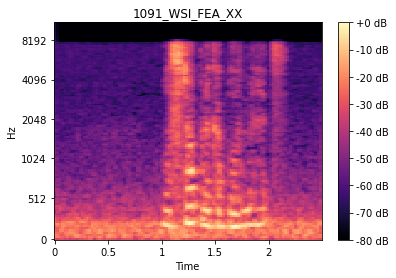 1091_WSI_FEA_XX
Hz
8192
4096
2048
1024
512
0
0
0.5
1
1.5
2
Time
+0 dB
-10 dB
-20 dB
-30 dB
-40 dB
-50 dB
-60 dB
-70 dB
-80 dB